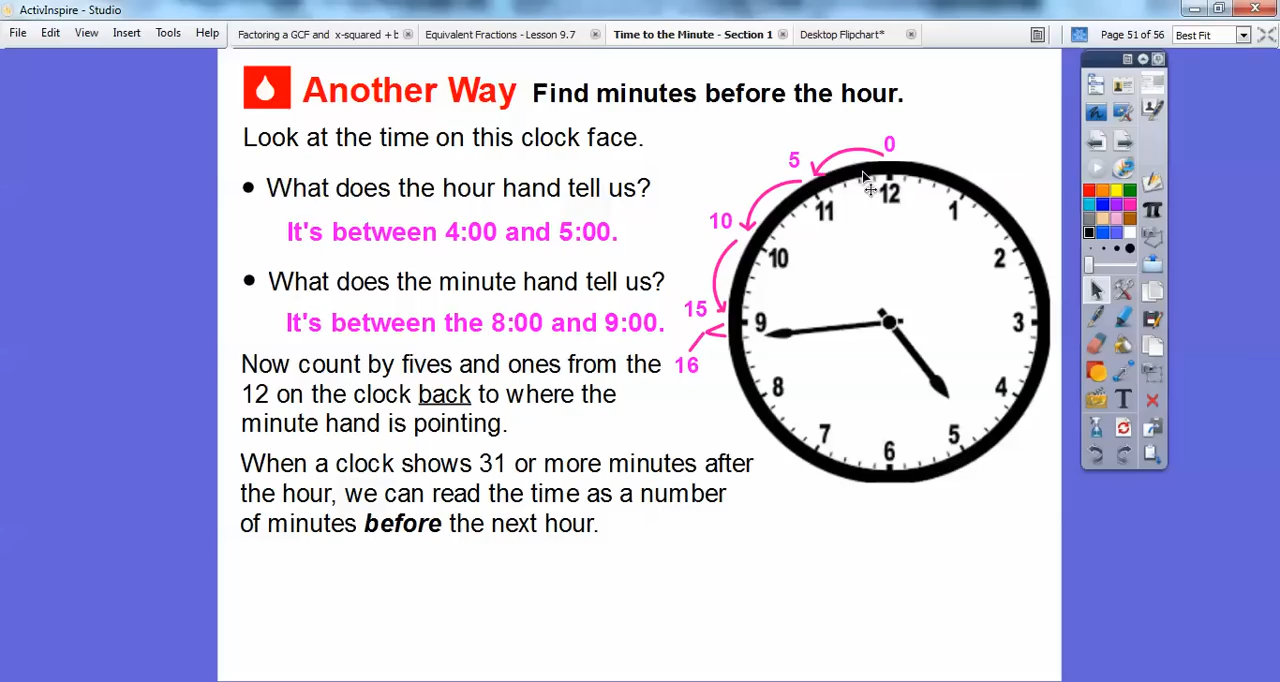 ActivInspire - Studio
File Edit View Insert Tools Help
Factoring a GCF and x-squared + b
Equivalent Fractions - Lesson 9.7
Time to the Minute - Section 1
Desktop Flipchart*
Page 51 of 56
Best Fit
Another Way Find minutes before the hour.
Look at the time on this clock face.
• What does the hour hand tell us?
It's between 4:00 and 5:00.
• What does the minute hand tell us?
It's between the 8:00 and 9:00.
Now count by fives and ones from the
12 on the clock back to where the
minute hand is pointing.
When a clock shows 31 or more minutes after
the hour, we can read the time as a number
of minutes before the next hour.
0
5
10
15
16
12
1
2
3
4
5
6
7
8
9
10
11